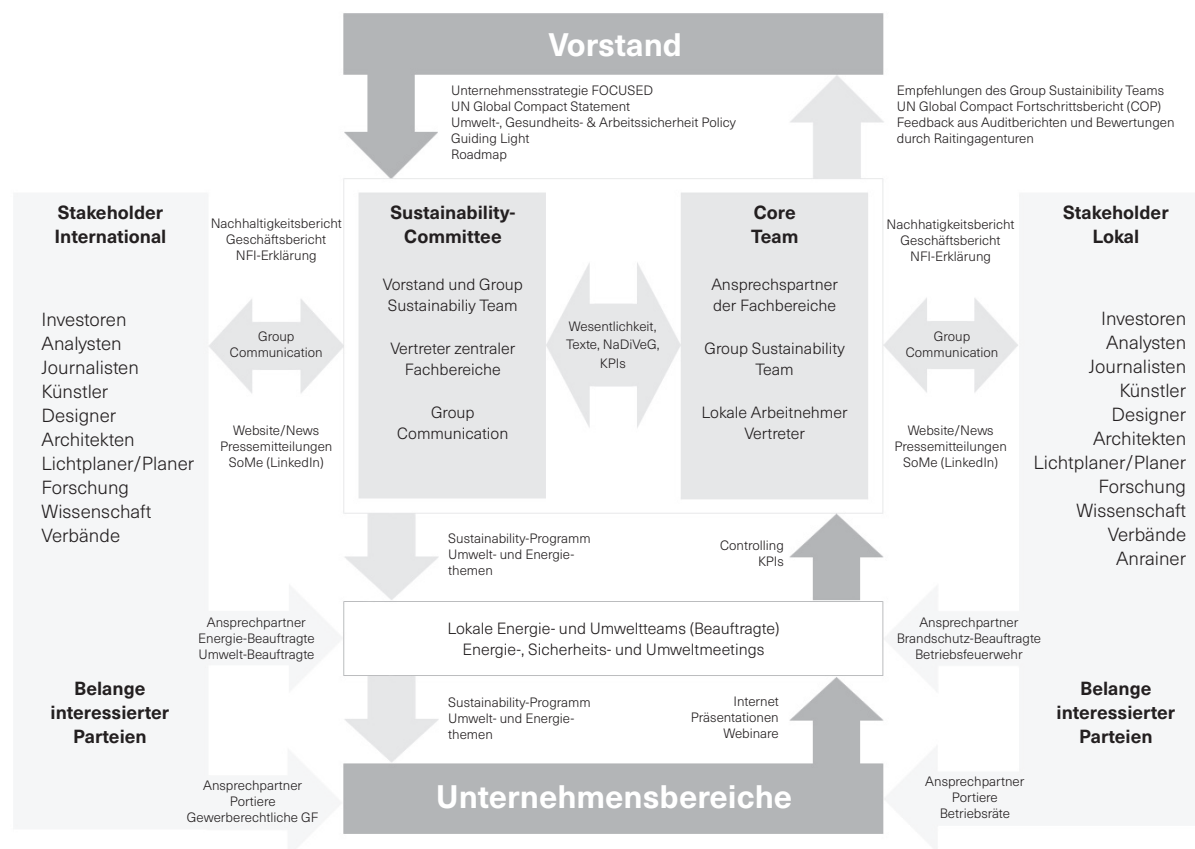 Vorstand
Unternehmensstrategie FOCUSED
UN Global Compact Statement
Umwelt-, Gesundheits- & Arbeitssicherheit Policy
Guiding Light
Roadmap
Empfehlungen des Group Sustainibility Teams
UN Global Compact Fortschrittsbericht (COP)
Feedback aus Auditberichten und Bewertungen
durch Raitingagenturen
Stakeholder
International
Investoren
Analysten
Journalisten
Künstler
Designer
Architekten
Lichtplaner/Planer
Forschung
Wissenschaft
Verbände
Belange
interessierter
Parteien
Nachhaltigkeitsbericht
Geschäftsbericht
NFI-Erklärung
Group
Communication
Website/News
Pressemitteilungen
SoMe (LinkedIn)
Sustainability-
Committee
Vorstand und Group
Sustainabiliy Team
Vertreter zentraler
Fachbereiche
Group
Communication
Wesentlichkeit,
Texte, NaDiVeG,
KPIs
Core
Team
Ansprechspartner
der Fachbereiche
Group Sustainability
Team
Lokale Arbeitnehmer
Vertreter
Nachhatigkeitsbericht
Geschäftsbericht
NFI-Erklärung
Group
Communication
Website/News
Pressemitteilungen
SoMe (LinkedIn)
Stakeholder
Lokal
Investoren
Analysten
Journalisten
Künstler
Designer
Architekten
Lichtplaner/Planer
Forschung
Wissenschaft
Verbände
Anrainer
Belange
interessierter
Parteien
Sustainability-Programm
Umwelt- und Energie-
themen
Controlling
KPIs
Ansprechpartner
Energie-Beauftragte
Umwelt-Beauftragte
Lokale Energie- und Umweltteams (Beauftragte)
Energie-, Sicherheits- und Umweltmeetings
Ansprechpartner
Brandschutz-Beauftragte
Betriebsfeuerwehr
Sustainability-Programm
Umwelt- und Energie-
themen
Internet
Präsentationen
Webinare
Ansprechpartner
Portiere
Gewerberechtliche GF
Unternehmensbereiche
Ansprechpartner
Portiere
Betriebsräte